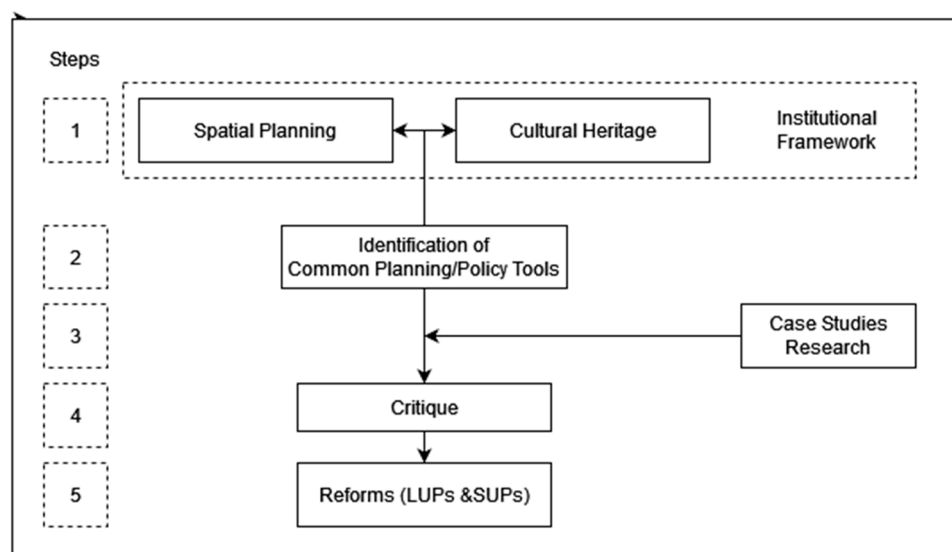 Steps
1
Spatial Planning
Cultural Heritage
Institutional
Framework
2
Identification of
Common Planning/Policy Tools
3
Case Studies
Research
4
Critique
5
Reforms (LUPs &SUPs)